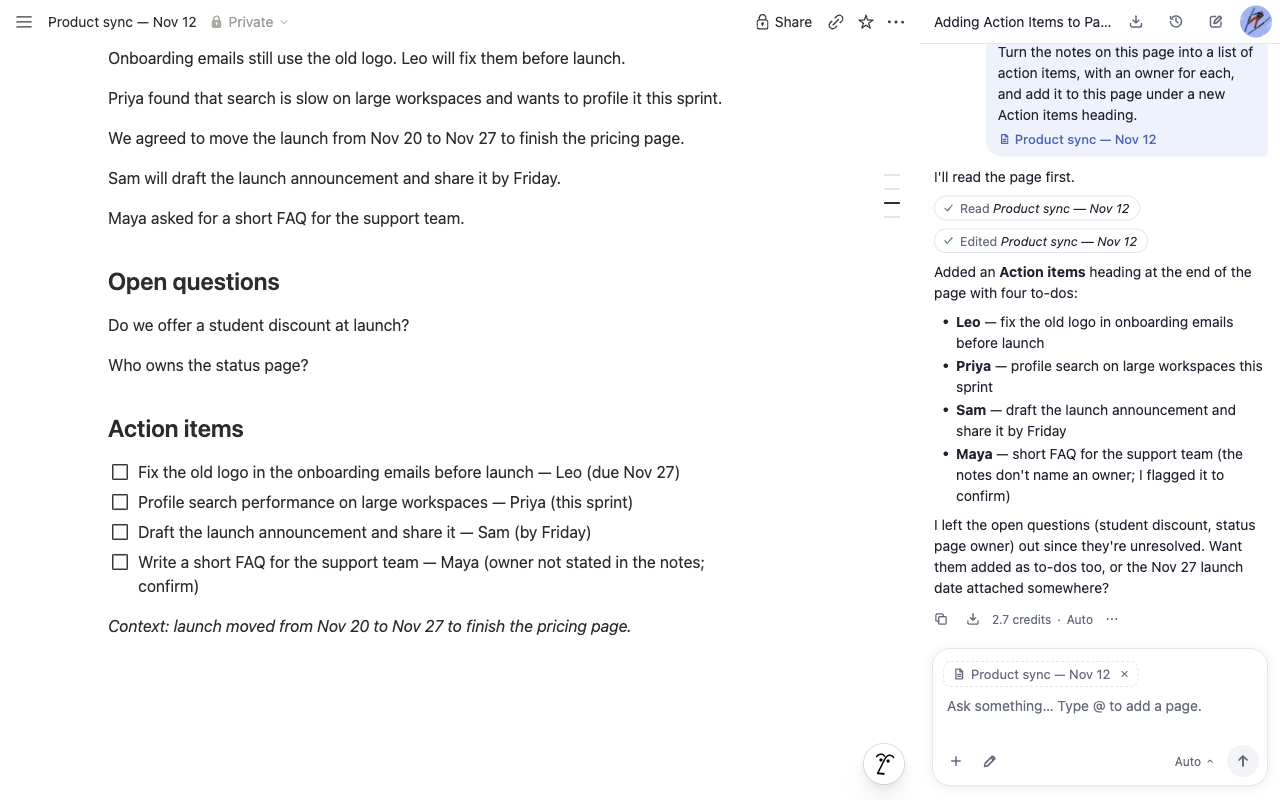 Product sync — Nov 12
Private
Share
Onboarding emails still use the old logo. Leo will fix them before launch.
Priya found that search is slow on large workspaces and wants to profile it this sprint.
We agreed to move the launch from Nov 20 to Nov 27 to finish the pricing page.
Sam will draft the launch announcement and share it by Friday.
Maya asked for a short FAQ for the support team.
Open questions
Do we offer a student discount at launch?
Who owns the status page?
Action items
Fix the old logo in the onboarding emails before launch — Leo (due Nov 27)
Profile search performance on large workspaces — Priya (this sprint)
Draft the launch announcement and share it — Sam (by Friday)
Write a short FAQ for the support team — Maya (owner not stated in the notes;
confirm)
Context: launch moved from Nov 20 to Nov 27 to finish the pricing page.
Adding Action Items to Pa...
Turn the notes on this page into a list of
action items, with an owner for each,
and add it to this page under a new
Action items heading.
Product sync — Nov 12
I'll read the page first.
Read Product sync — Nov 12
Edited Product sync — Nov 12
Added an Action items heading at the end of the
page with four to-dos:
• Leo — fix the old logo in onboarding emails
before launch
• Priya — profile search on large workspaces this
sprint
• Sam — draft the launch announcement and
share it by Friday
• Maya — short FAQ for the support team (the
notes don't name an owner; I flagged it to
confirm)
I left the open questions (student discount, status
page owner) out since they're unresolved. Want
them added as to-dos too, or the Nov 27 launch
date attached somewhere?
2.7 credits · Auto
Product sync — Nov 12 ×
Ask something... Type @ to add a page.
Auto